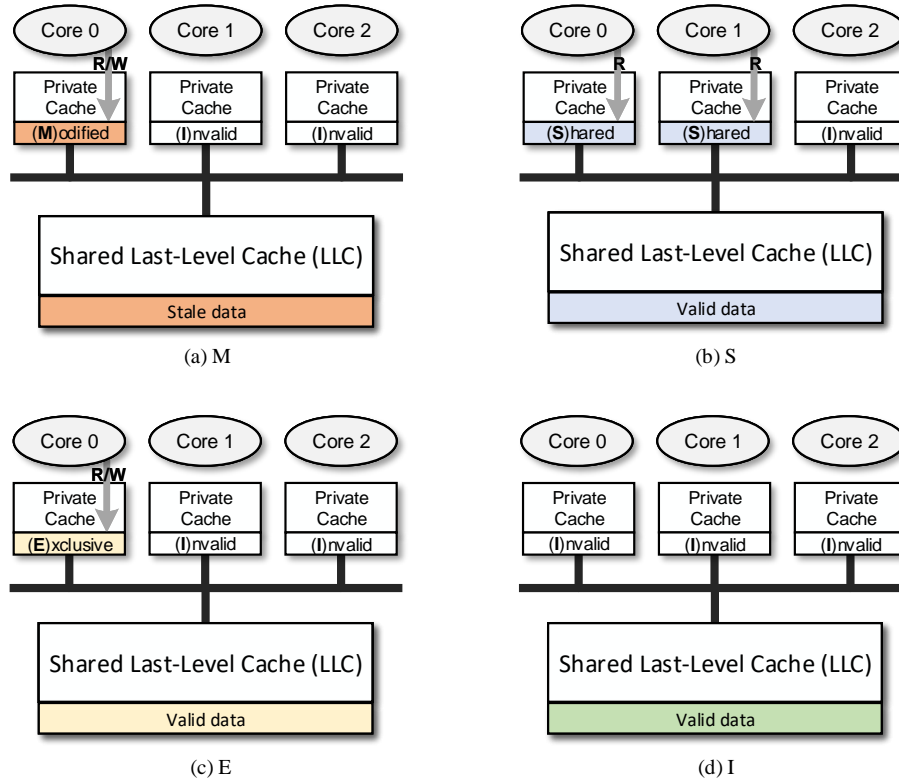 Core 0
Core 1
Core 2
R/W
Private Cache
Private Cache
Private Cache
(M)odified
(I)nvalid
(I)nvalid
Shared Last-Level Cache (LLC)
Stale data
(a) M
Core 0
Core 1
Core 2
R
R
Private Cache
Private Cache
Private Cache
(S)hared
(S)hared
(I)nvalid
Shared Last-Level Cache (LLC)
Valid data
(b) S
Core 0
Core 1
Core 2
R/W
Private Cache
Private Cache
Private Cache
(E)xclusive
(I)nvalid
(I)nvalid
Shared Last-Level Cache (LLC)
Valid data
(c) E
Core 0
Core 1
Core 2
Private Cache
Private Cache
Private Cache
(I)nvalid
(I)nvalid
(I)nvalid
Shared Last-Level Cache (LLC)
Valid data
(d) I